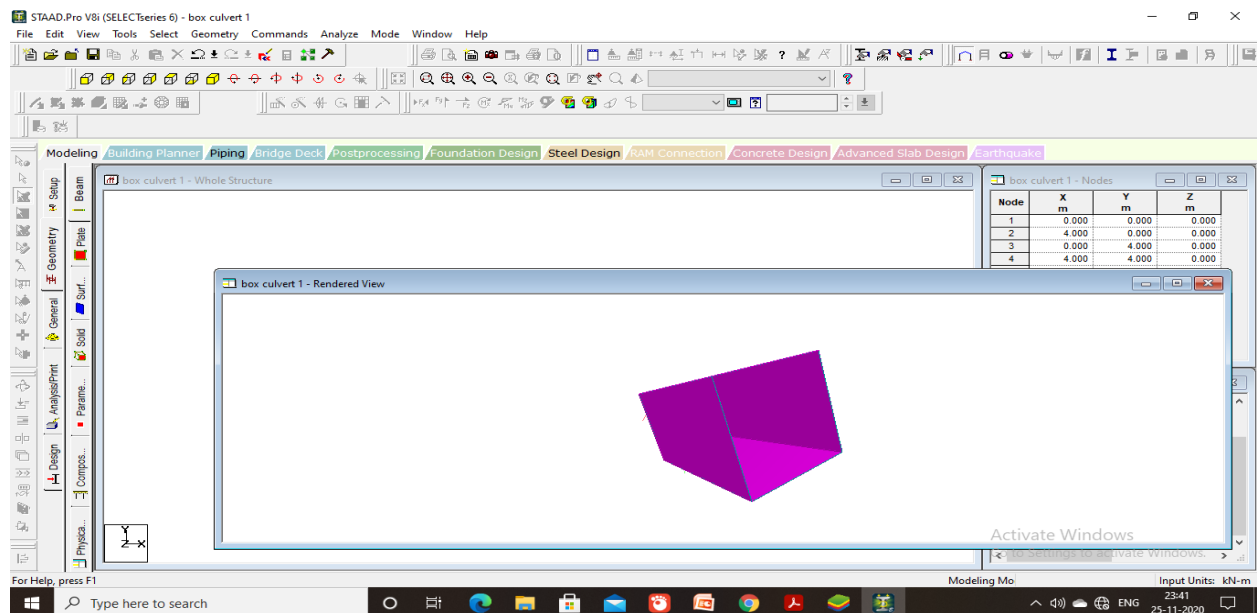 STAAD.Pro V8i (SELECTseries 6) - box culvert 1
File Edit View Tools Select Geometry Commands Analyze Mode Window Help
Modeling Building Planner Piping Bridge Deck Postprocessing Foundation Design Steel Design RAM Connection Concrete Design Advanced Slab Design Earthquake
Setup
Geometry
General
Analysis/Print
Design
Beam
Plate
Surf...
Solid
Parame...
Compos...
Physica...
box culvert 1 - Whole Structure
box culvert 1 - Nodes
Node X m Y m Z m
1 0.000 0.000 0.000
2 4.000 0.000 0.000
3 0.000 4.000 0.000
4 4.000 4.000 0.000
box culvert 1 - Rendered View
Y
Z X
Activate Windows
Go to Settings to activate Windows.
For Help, press F1
Modeling Mo
Input Units: kN-m
Type here to search
ENG
23:41
25-11-2020